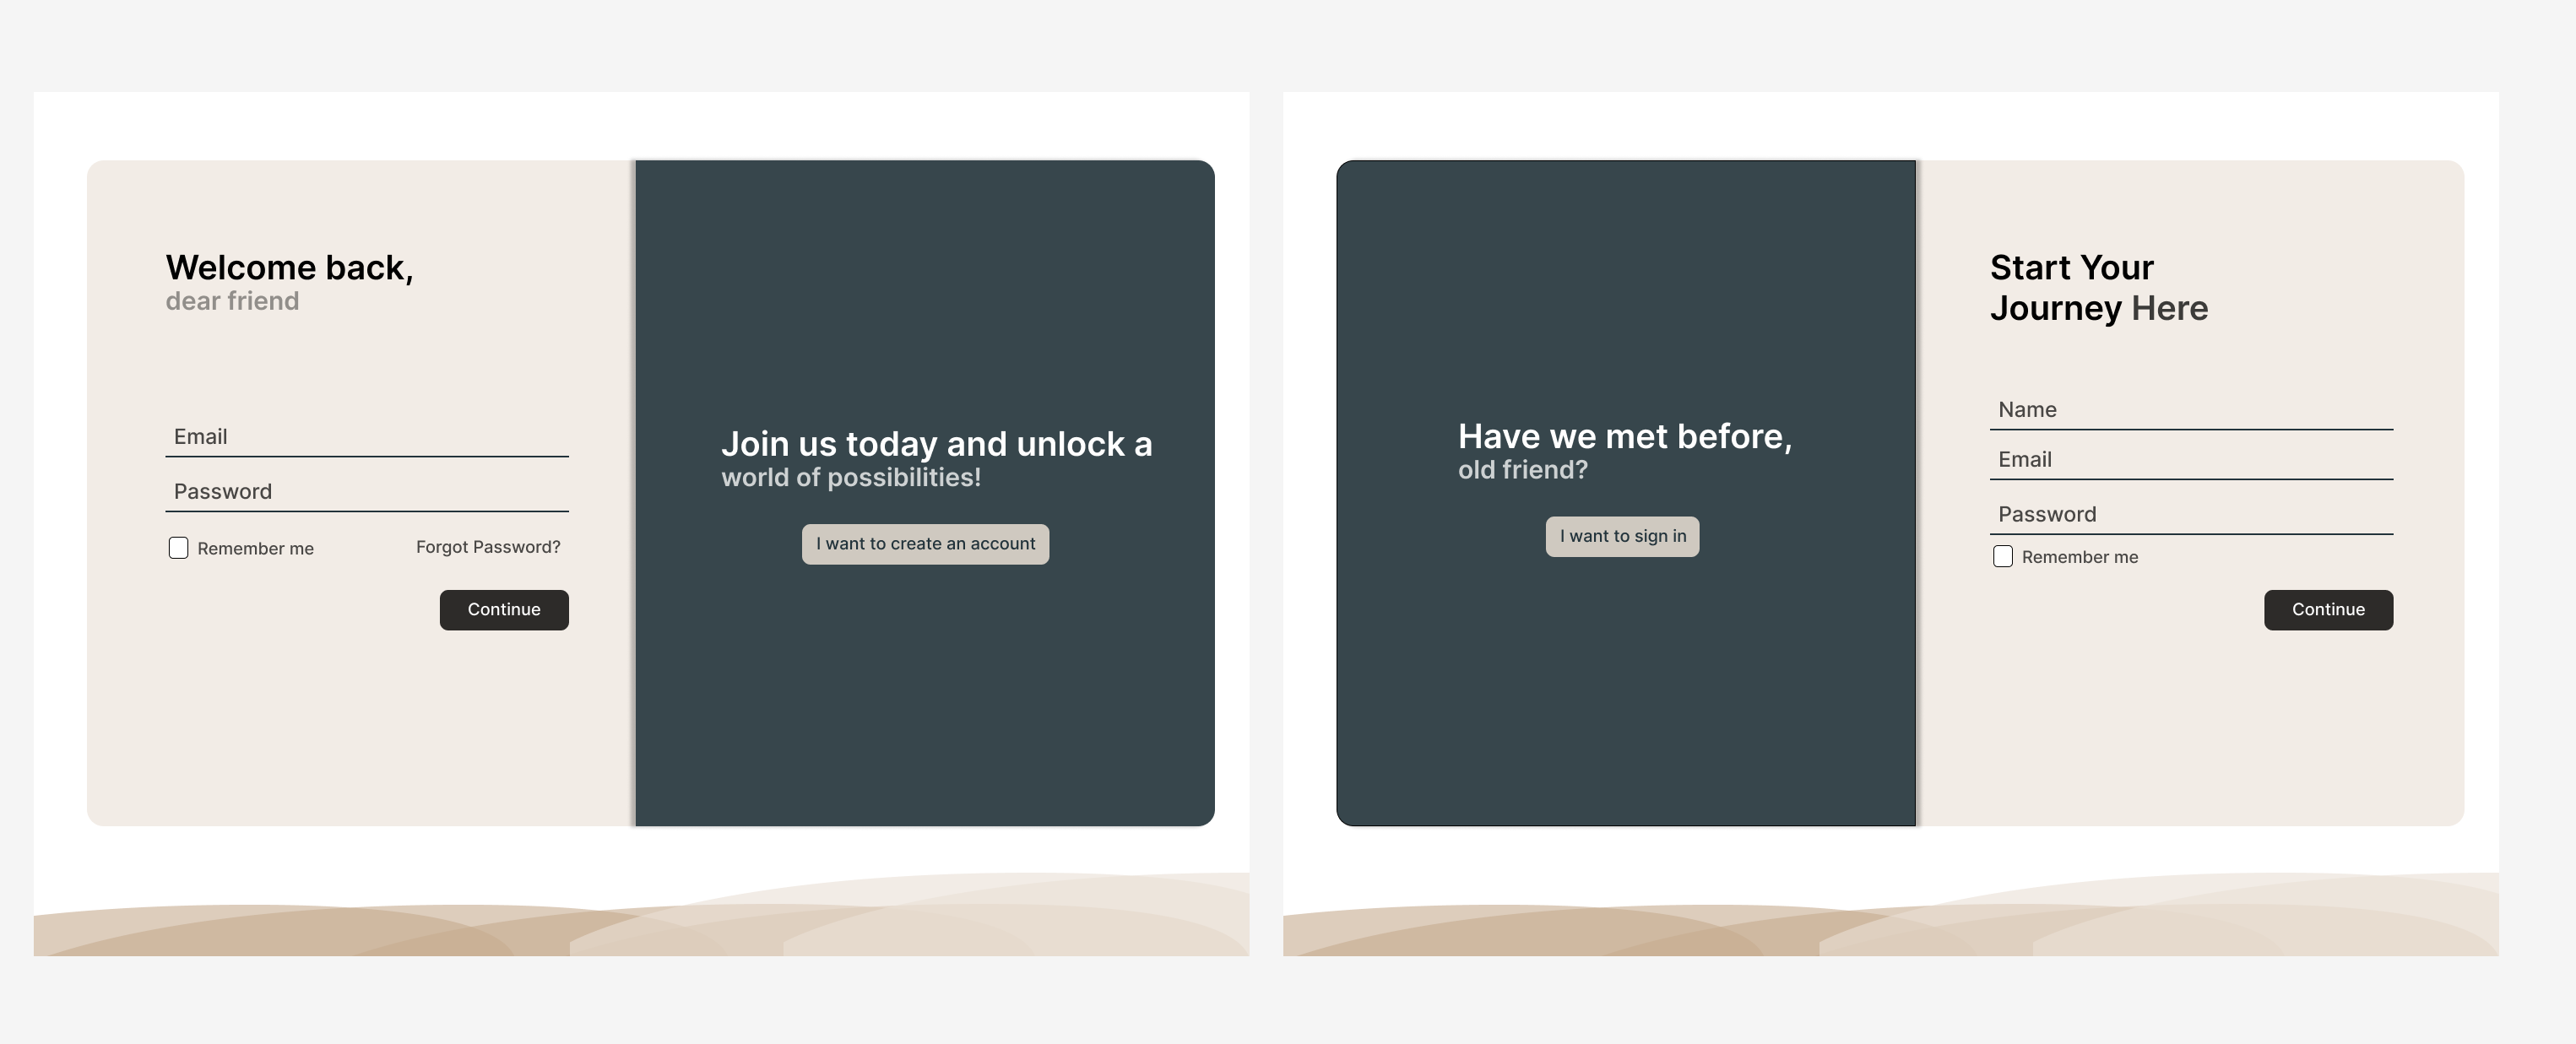 Welcome back,
dear friend
Email
Password
Remember me
Forgot Password?
Continue
Join us today and unlock a
world of possibilities!
I want to create an account
Have we met before,
old friend?
I want to sign in
Start Your
Journey Here
Name
Email
Password
Remember me
Continue